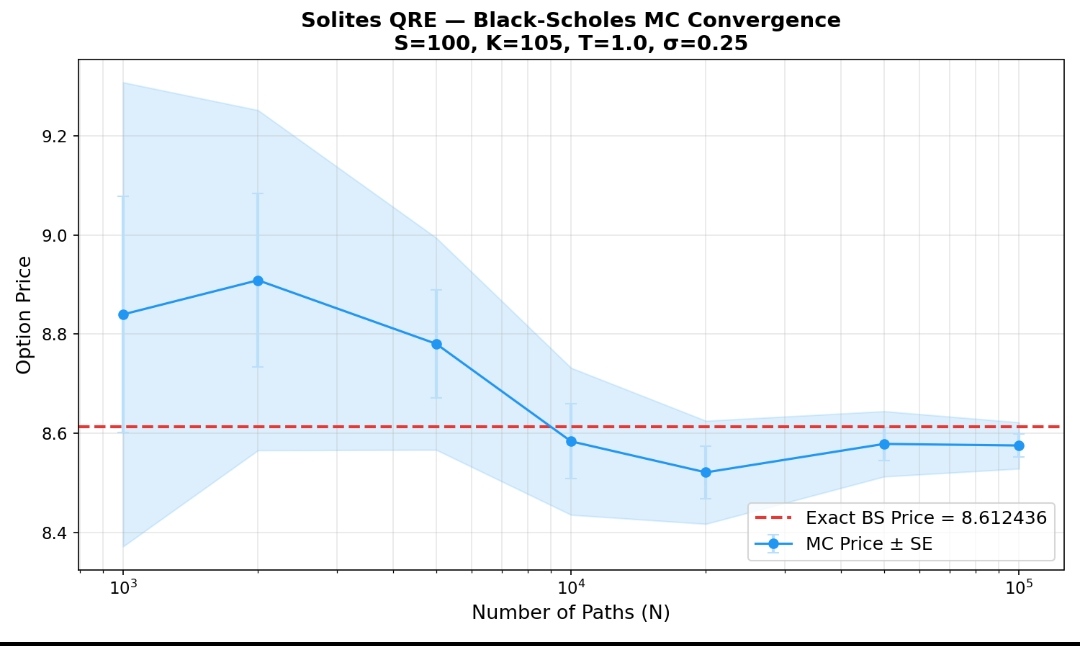 Solites QRE — Black-Scholes MC Convergence
S=100, K=105, T=1.0, σ=0.25
Option Price
9.2
9.0
8.8
8.6
8.4
10³
10⁴
10⁵
Number of Paths (N)
Exact BS Price = 8.612436
MC Price ± SE